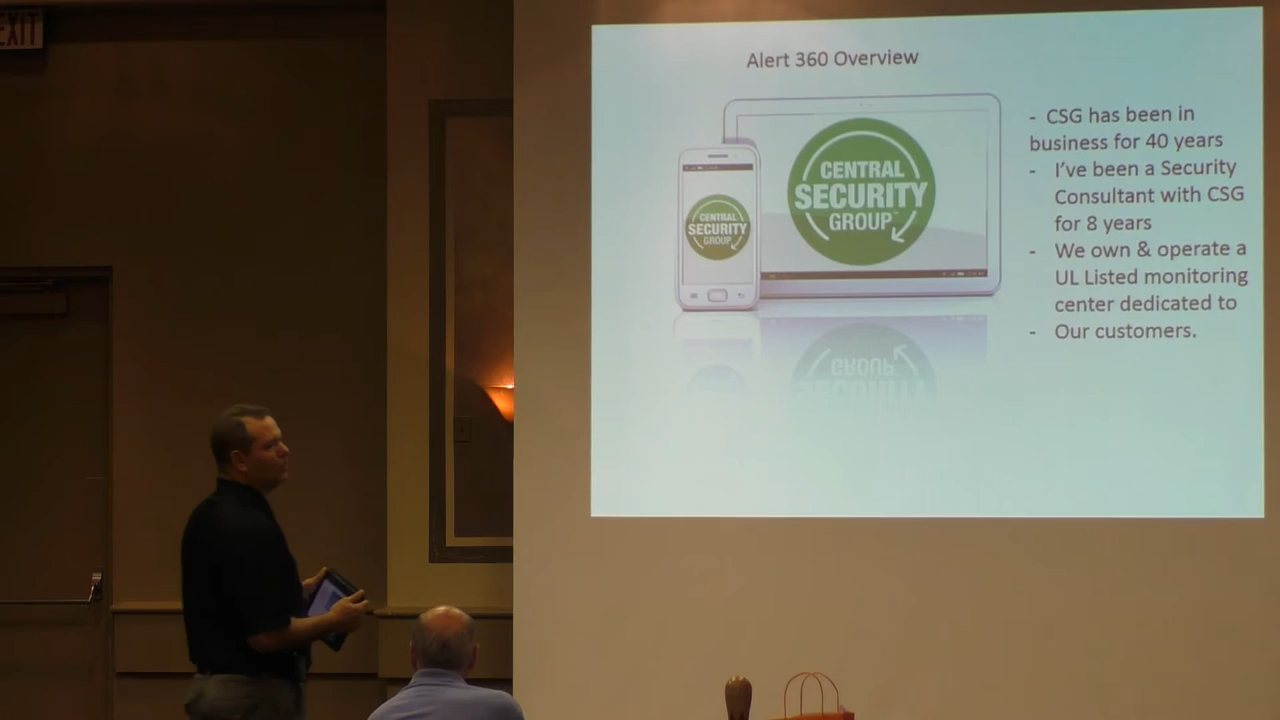 EXIT
Alert 360 Overview
CENTRAL
SECURITY
GROUP
CENTRAL
SECURITY
GROUP
- CSG has been in
business for 40 years
- I've been a Security
Consultant with CSG
for 8 years
- We own & operate a
UL Listed monitoring
center dedicated to
- Our customers.